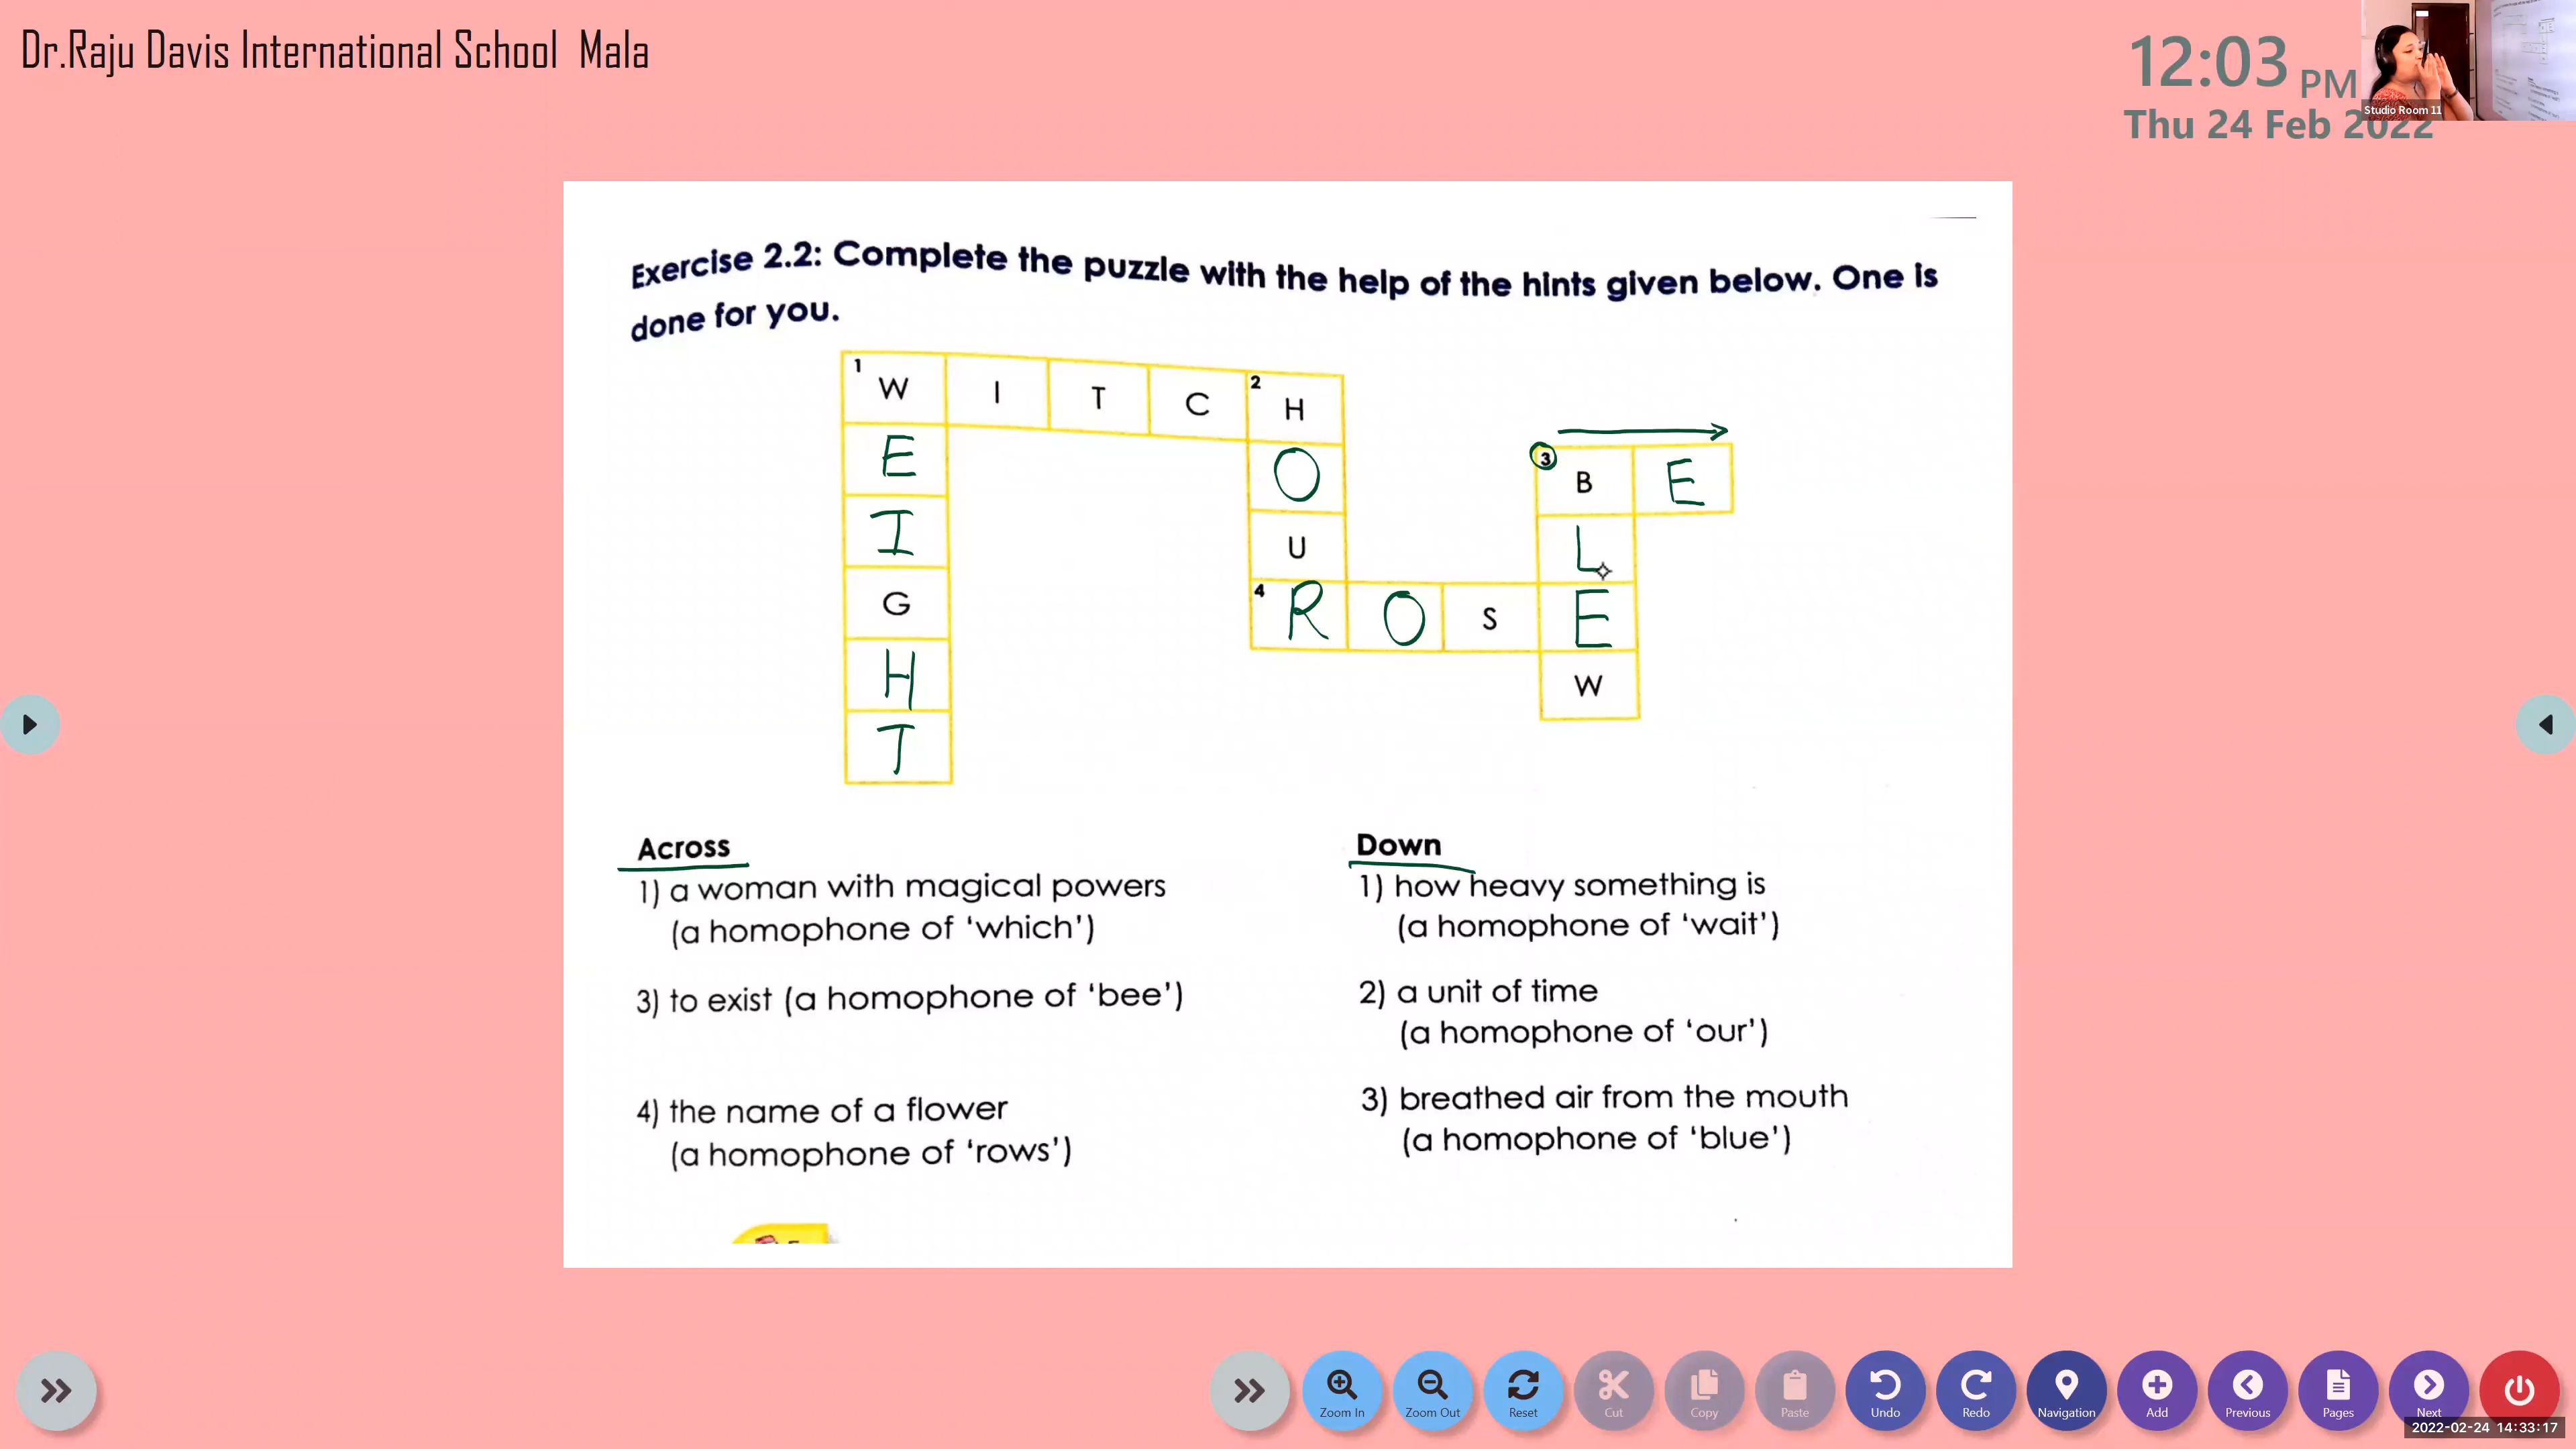 Dr.Raju Davis International School Mala
12:03 PM
Thu 24 Feb 2022
Studio Room 11
Exercise 2.2: Complete the puzzle with the help of the hints given below. One is
done for you.
1 W I T C 2 H
E O 3 B E
I U L
G 4 R O S E
H W
T
Across
1) a woman with magical powers
(a homophone of ‘which’)
3) to exist (a homophone of ‘bee’)
4) the name of a flower
(a homophone of ‘rows’)
Down
1) how heavy something is
(a homophone of ‘wait’)
2) a unit of time
(a homophone of ‘our’)
3) breathed air from the mouth
(a homophone of ‘blue’)
Zoom In Zoom Out Reset Cut Copy Paste Undo Redo Navigation Add Previous Pages Next
2022-02-24 14:33:17